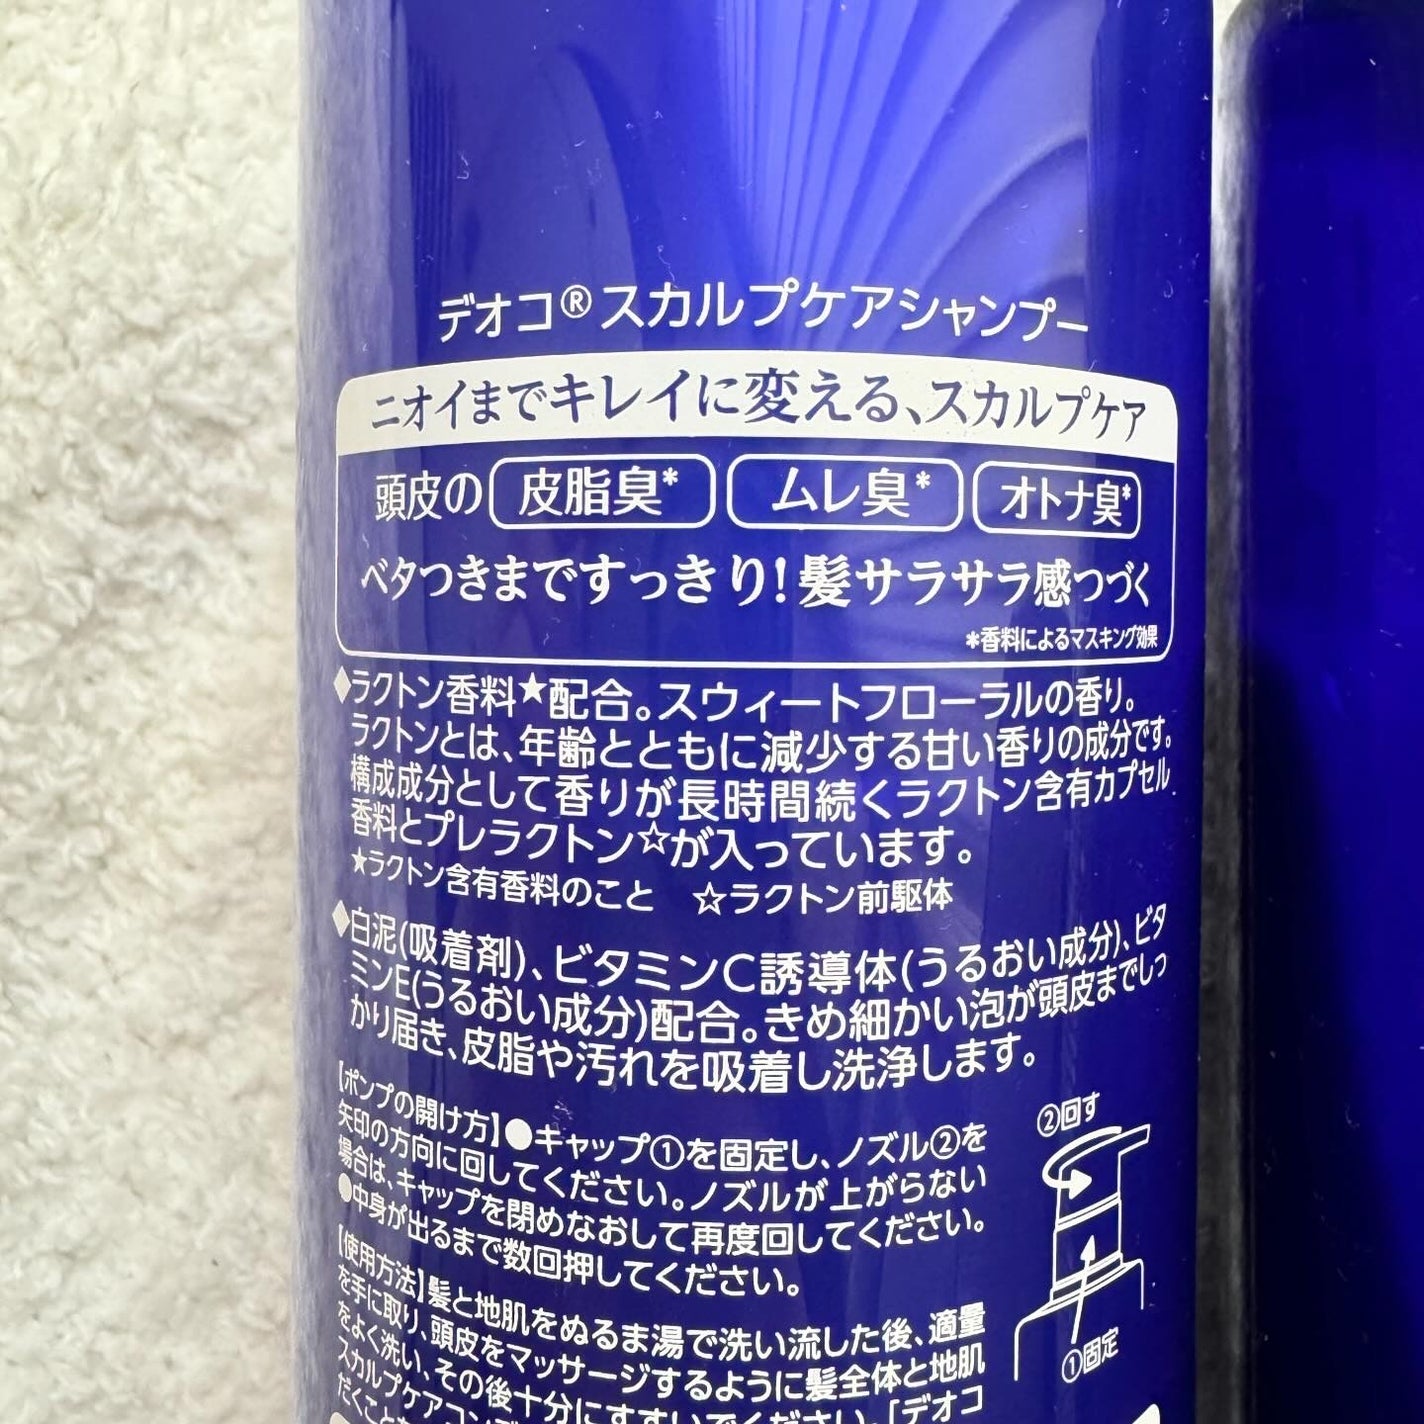 デオコ®スカルプケアシャンプー
ニオイまでキレイに変える、スカルプケア
頭皮の 皮脂臭* ムレ臭* オトナ臭*
ベタつきまですっきり!髪サラサラ感つづく
*香料によるマスキング効果
◆ラクトン香料★配合。スウィートフローラルの香り。
ラクトンとは、年齢とともに減少する甘い香りの成分です。
構成成分として香りが長時間続くラクトン含有カプセル
香料とプレラクトン☆が入っています。
★ラクトン含有香料のこと ☆ラクトン前駆体
◆白泥(吸着剤)、ビタミンC誘導体(うるおい成分)、ビタ
ミンE(うるおい成分)配合。きめ細かい泡が頭皮までしっ
かり届き、皮脂や汚れを吸着し洗浄します。
【ポンプの開け方】●キャップ①を固定し、ノズル②を
矢印の方向に回してください。ノズルが上がらない
場合は、キャップを閉めなおして再度回してください。
●中身が出るまで数回押してください。
②回す
①固定
【使用方法】髪と地肌をぬるま湯で洗い流した後、適量
を手に取り、頭皮をマッサージするように髪全体と地肌
をよく洗い、その後十分にすすいでください。「デオコ
スカルプケアコンデ
だくこと